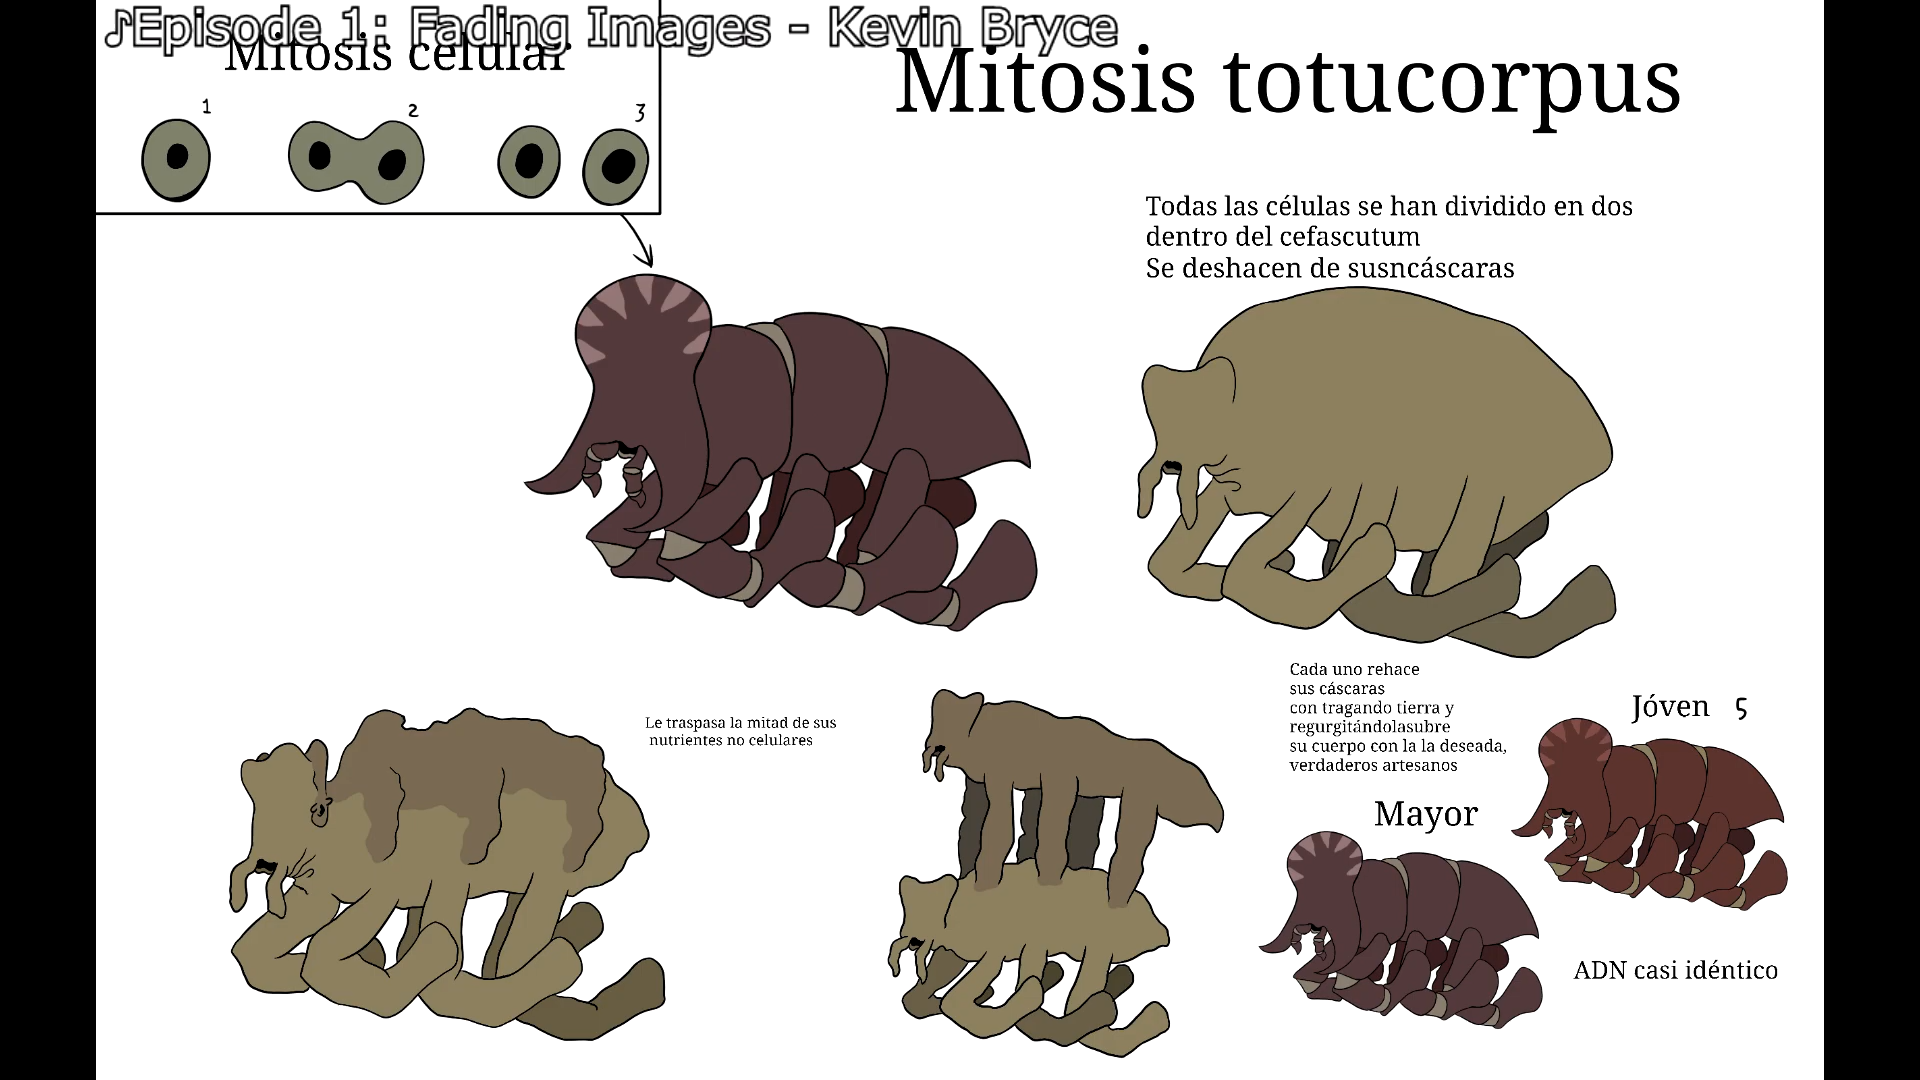 ♪Episode 1: Fading Images - Kevin Bryce
Mitosis celular
1
2
3
Mitosis totucorpus
Todas las células se han dividido en dos
dentro del cefascutum
Se deshacen de susncáscaras
Le traspasa la mitad de sus
nutrientes no celulares
Cada uno rehace
sus cáscaras
con tragando tierra y
regurgitándolasubre
su cuerpo con la la deseada,
verdaderos artesanos
Jóven 5
Mayor
ADN casi idéntico